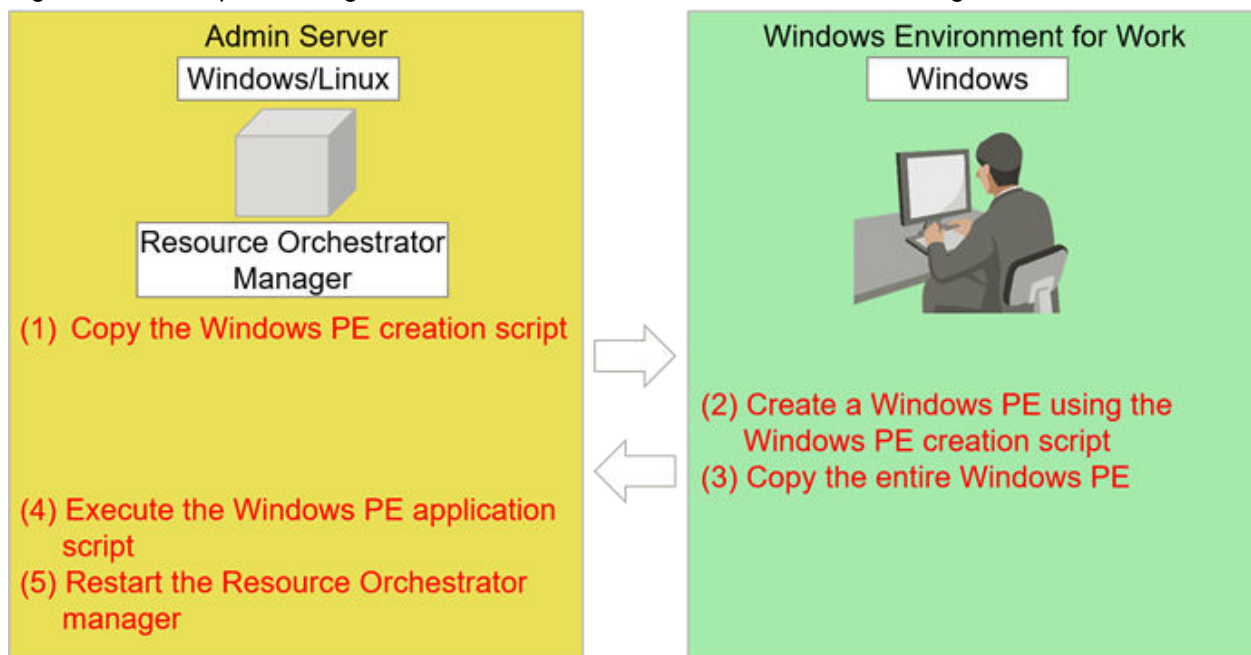 Admin Server
Windows/Linux
Resource Orchestrator
Manager
(1) Copy the Windows PE creation script
(4) Execute the Windows PE application
script
(5) Restart the Resource Orchestrator
manager
Windows Environment for Work
Windows
(2) Create a Windows PE using the
Windows PE creation script
(3) Copy the entire Windows PE